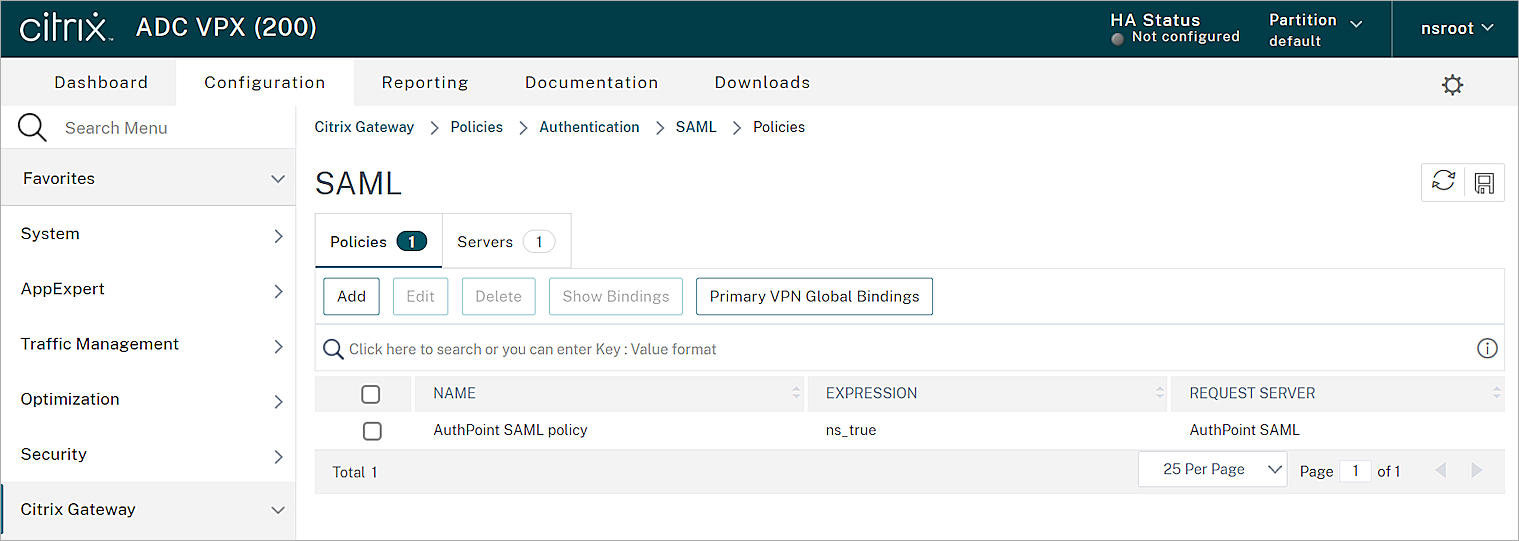 citrix™ ADC VPX (200)
HA Status
Not configured
Partition
default
nsroot
Dashboard Configuration Reporting Documentation Downloads
Search Menu
Favorites
System
AppExpert
Traffic Management
Optimization
Security
Citrix Gateway
Citrix Gateway Policies Authentication SAML Policies
SAML
Policies 1 Servers 1
Add Edit Delete Show Bindings Primary VPN Global Bindings
Click here to search or you can enter Key : Value format
NAME EXPRESSION REQUEST SERVER
AuthPoint SAML policy ns_true AuthPoint SAML
Total 1 25 Per Page Page 1 of 1